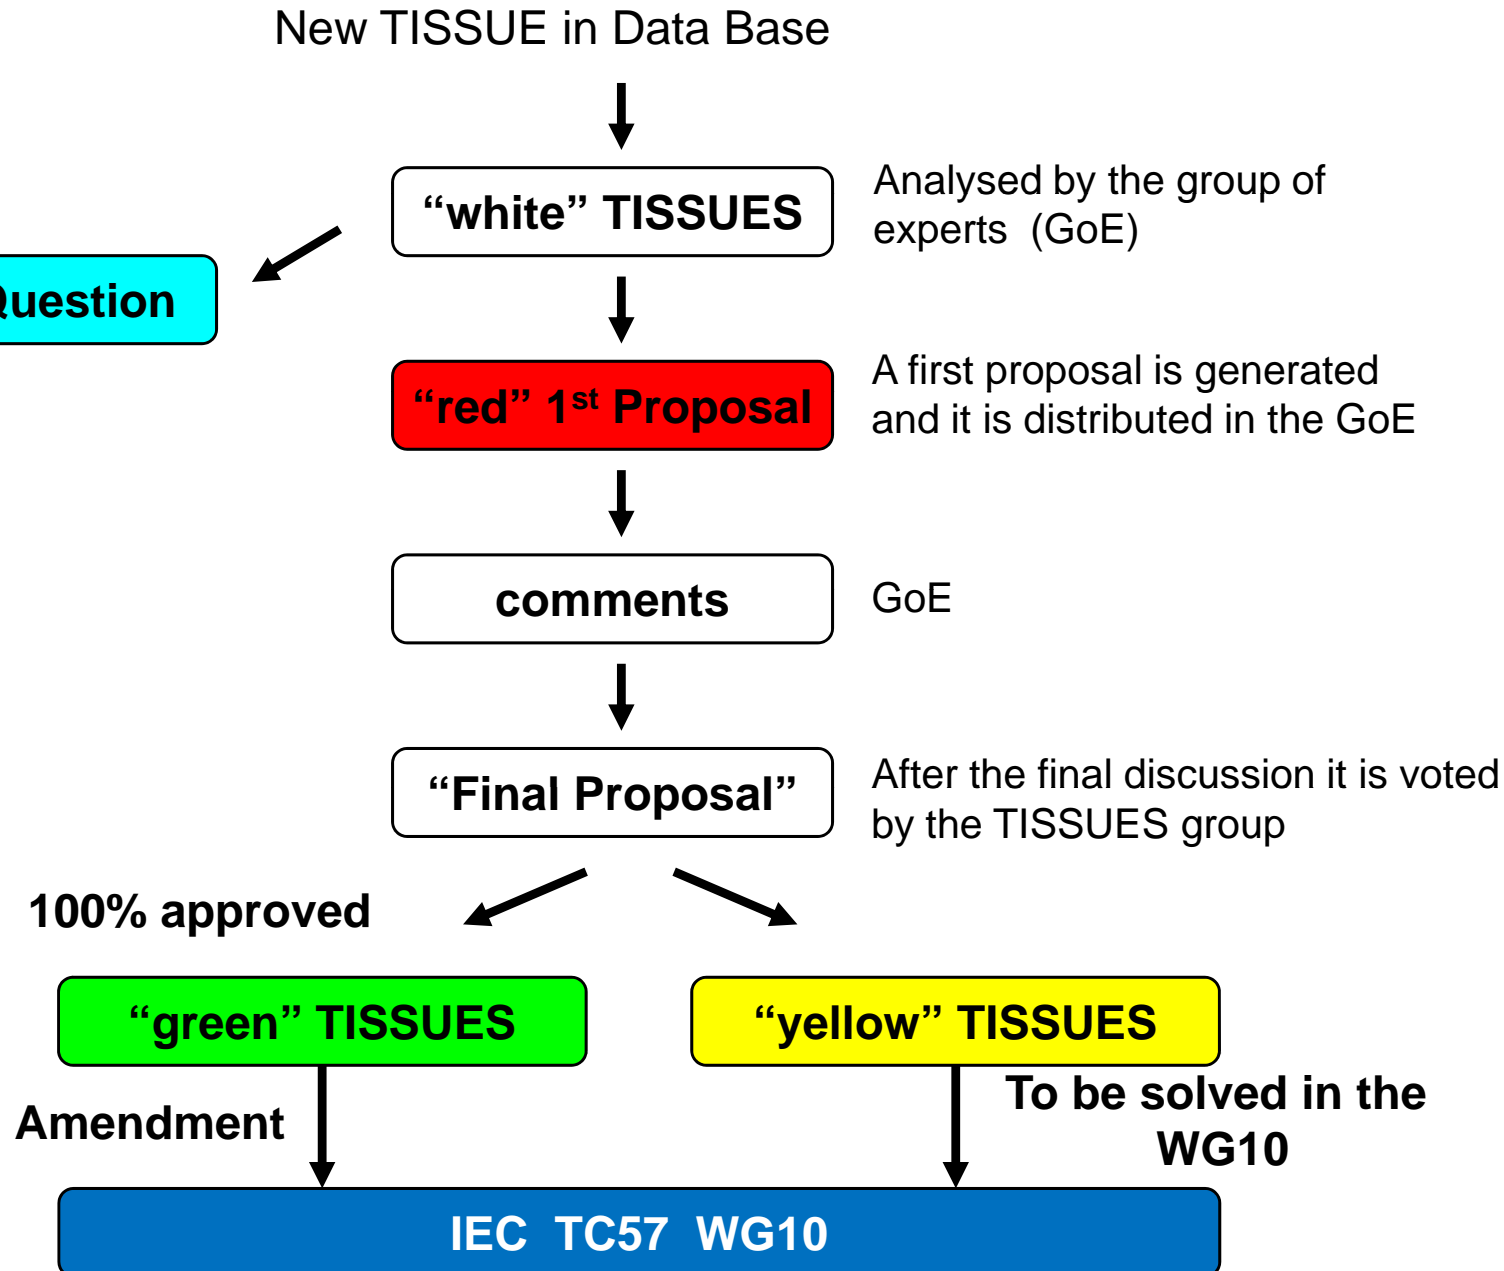 New TISSUE in Data Base
“white” TISSUES
Analysed by the group of
experts (GoE)
Question
“red” 1st Proposal
A first proposal is generated
and it is distributed in the GoE
comments
GoE
“Final Proposal”
After the final discussion it is voted
by the TISSUES group
100% approved
“green” TISSUES
“yellow” TISSUES
Amendment
To be solved in the
WG10
IEC TC57 WG10